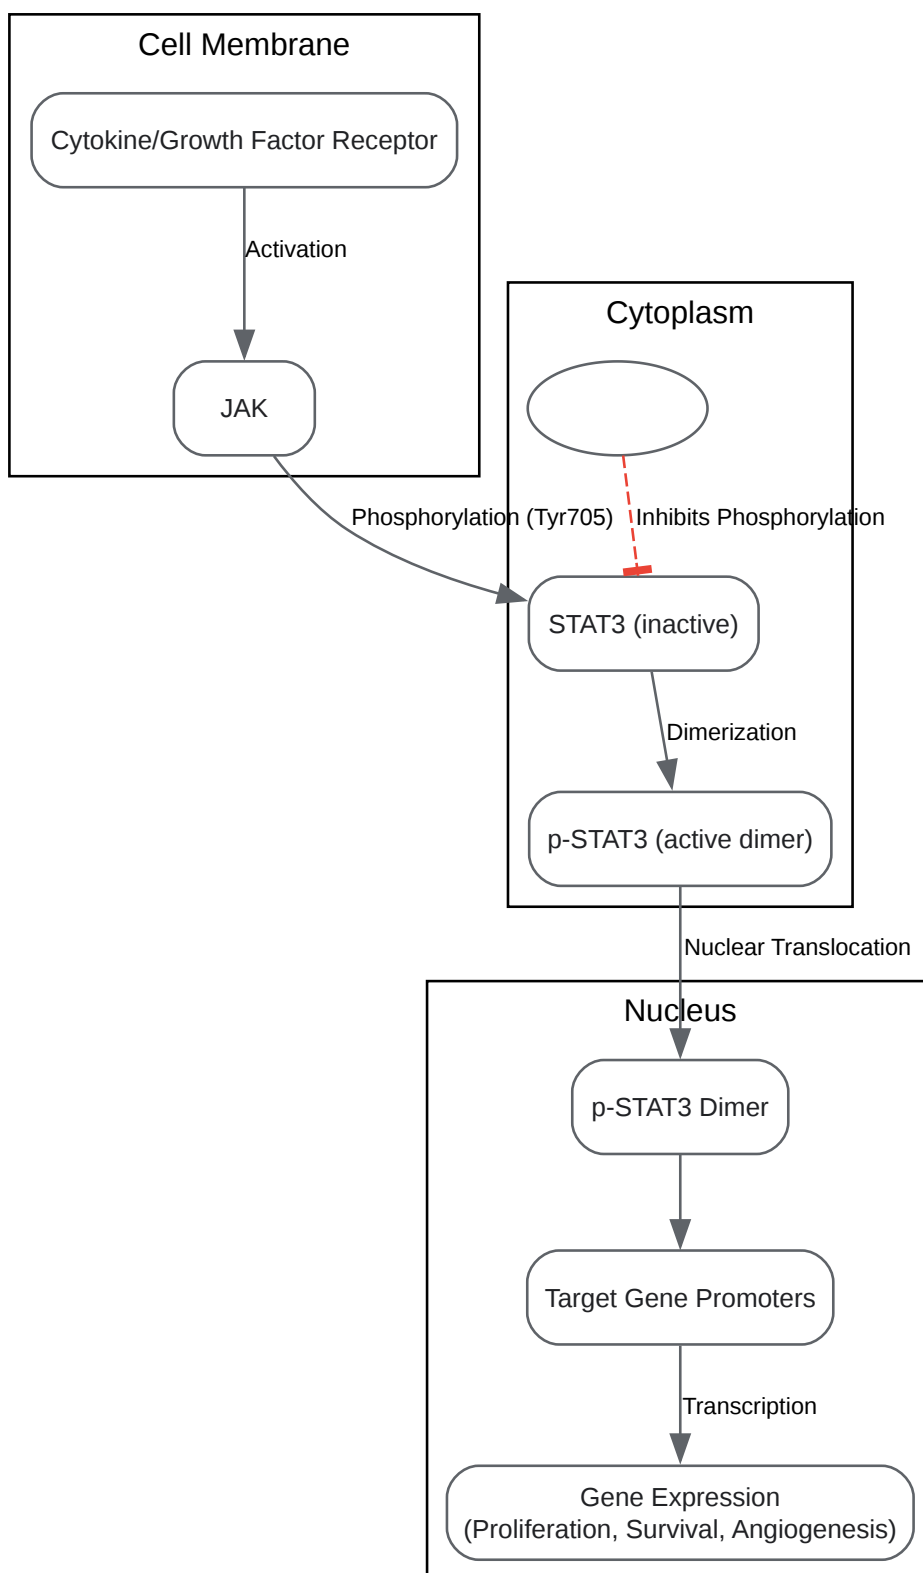 Cell Membrane
Cytokine/Growth Factor Receptor
Activation
JAK
Cytoplasm
Phosphorylation (Tyr705)
Inhibits Phosphorylation
STAT3 (inactive)
Dimerization
p-STAT3 (active dimer)
Nuclear Translocation
Nucleus
p-STAT3 Dimer
Target Gene Promoters
Transcription
Gene Expression
(Proliferation, Survival, Angiogenesis)